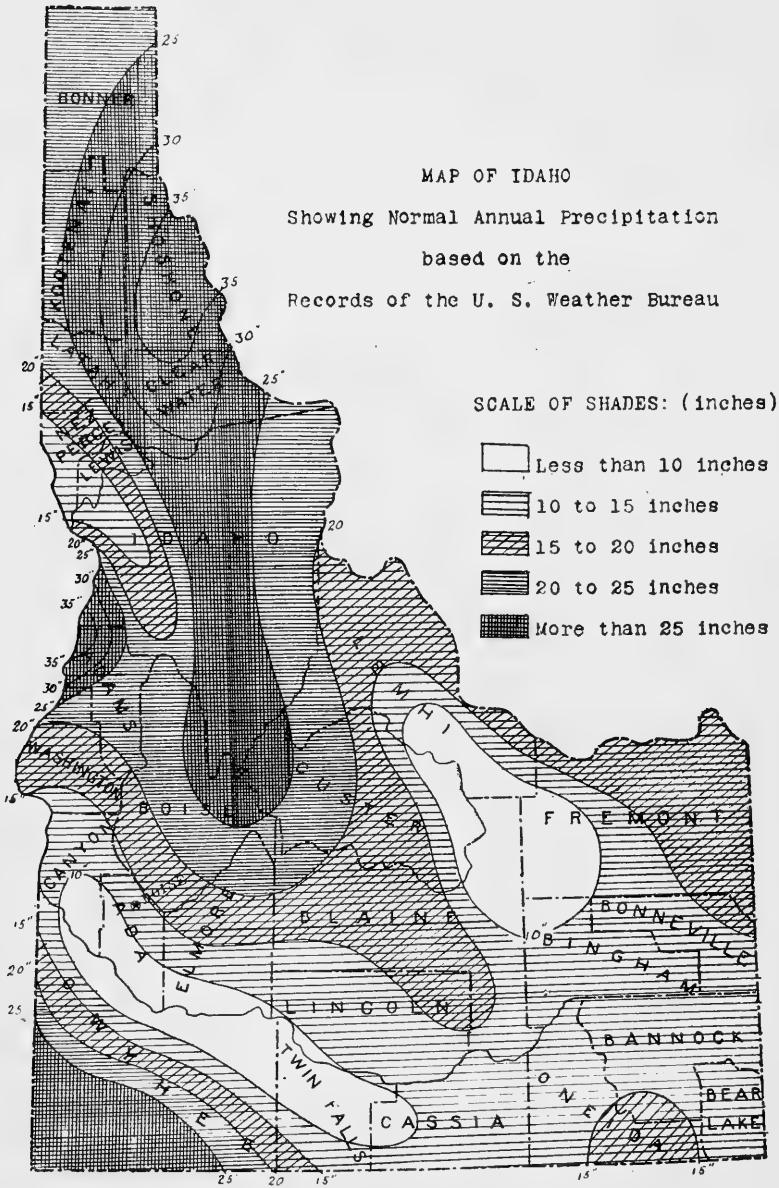 MAP OF IDAHO
Showing Normal Annual Precipitation
based on the
Records of the U. S. Weather Bureau
SCALE OF SHADES: (inches)
Less than 10 inches
10 to 15 inches
15 to 20 inches
20 to 25 inches
More than 25 inches
25
BONNER
30
35"
KOOTENAI
SHOSHONE
35
30"
LATAH
CLEAR
WATER
25"
20"
15"
NEZ
PERCE
LEWIS
15"
20"
25"
30"
35"
IDAHO
20
35"
30"
25"
20"
15"
ADAMS
LEMHI
WASHINGTON
BOISE
CUSTER
FREMONT
CANYON
10
BOISE
ADA
ELMORE
BLAINE
BONNEVILLE
10"
BINGHAM
15"
20"
25"
OWYHEE
LINCOLN
BANNOCK
TWIN FALLS
CASSIA
ONEIDA
BEAR
LAKE
25"
20
15"
15"
15"